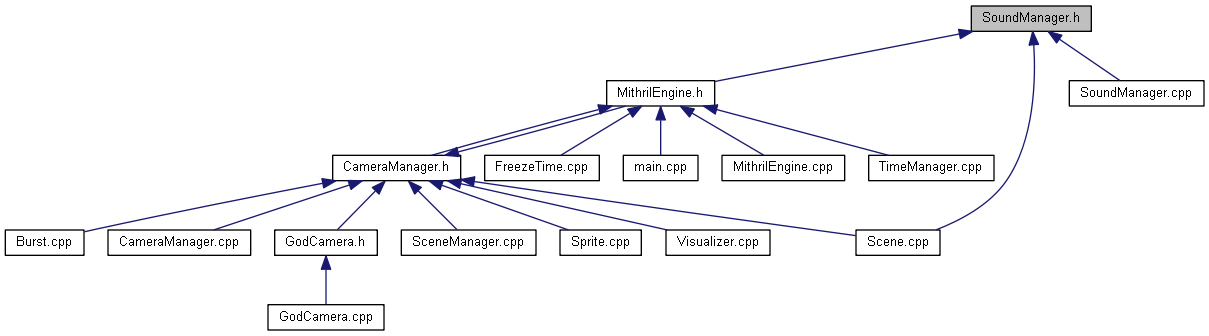 SoundManager.h
MithrilEngine.h
SoundManager.cpp
CameraManager.h
FreezeTime.cpp
main.cpp
MithrilEngine.cpp
TimeManager.cpp
Burst.cpp
CameraManager.cpp
GodCamera.h
SceneManager.cpp
Sprite.cpp
Visualizer.cpp
Scene.cpp
GodCamera.cpp